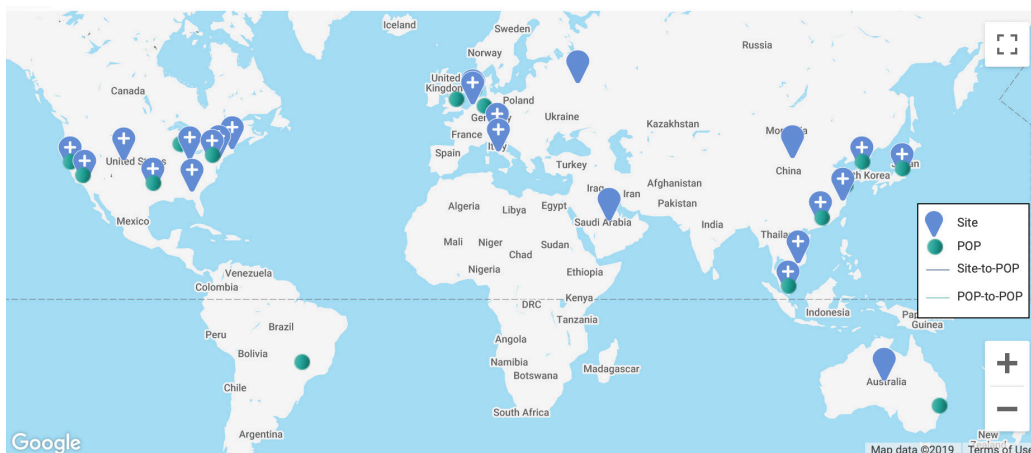 Iceland
Sweden
Norway
Russia
Canada
United
Kingdom
Poland
Germany
Ukraine
Kazakhstan
Mongolia
France
Italy
Spain
Turkey
United States
China
South Korea
Japan
Iraq
Iran
Afghanistan
Pakistan
Algeria
Libya
Egypt
Saudi Arabia
India
Mexico
Mali
Niger
Chad
Sudan
Thailand
Nigeria
Ethiopia
Venezuela
Colombia
DRC
Kenya
Tanzania
Indonesia
Guinea
Peru
Brazil
Bolivia
Angola
Namibia
Botswana
Madagascar
Chile
South Africa
Australia
Argentina
New
Site
POP
Site-to-POP
POP-to-POP
Google
Map data ©2019
Terms of Use